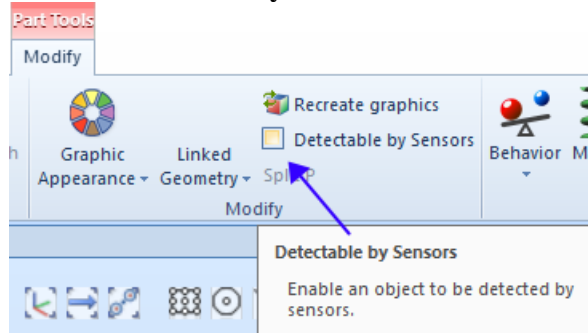 Part Tools
Modify
Recreate graphics
Detectable by Sensors
Graphic
Appearance
Linked
Geometry
Behavior
Modify
Detectable by Sensors
Enable an object to be detected by
sensors.